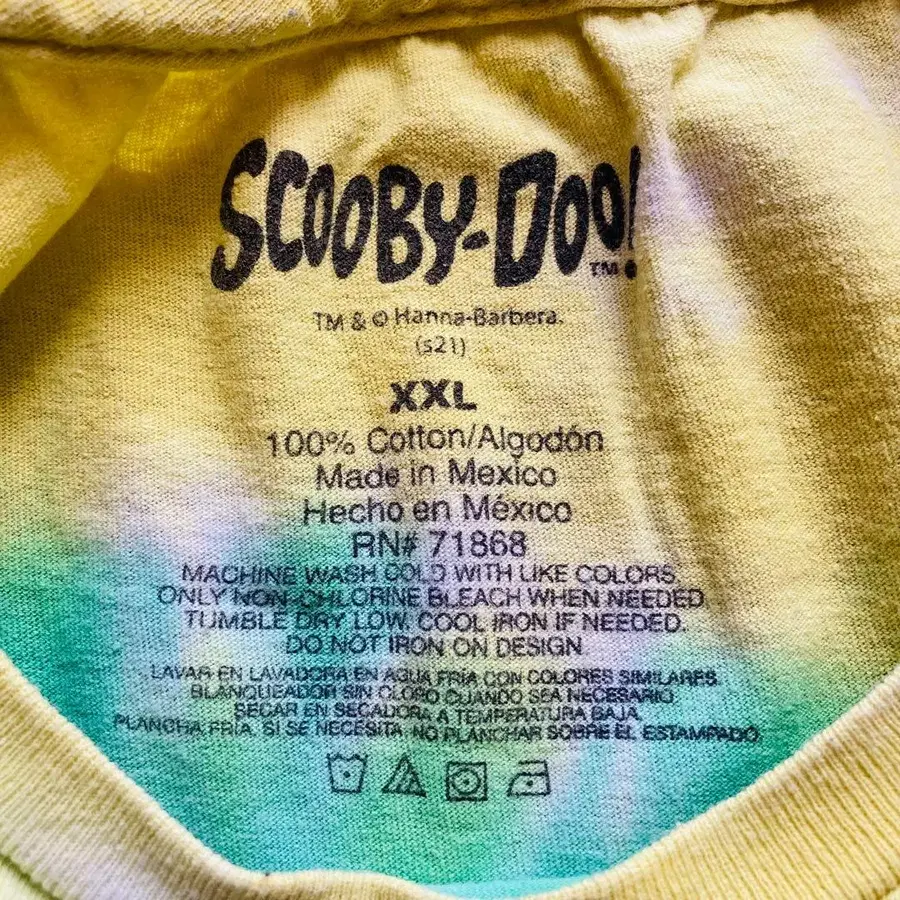 SCOOBY-DOO!
TM
TM & © Hanna-Barbera.
(s21)
XXL
100% Cotton/Algodón
Made in Mexico
Hecho en México
RN# 71868
MACHINE WASH COLD WITH LIKE COLORS.
ONLY NON-CHLORINE BLEACH WHEN NEEDED.
TUMBLE DRY LOW. COOL IRON IF NEEDED.
DO NOT IRON ON DESIGN.
LAVAR EN LAVADORA EN AGUA FRÍA CON COLORES SIMILARES.
BLANQUEADOR SIN CLORO CUANDO SEA NECESARIO.
SECAR EN SECADORA A TEMPERATURA BAJA.
PLANCHA FRÍA, SI SE NECESITA. NO PLANCHAR SOBRE EL ESTAMPADO.